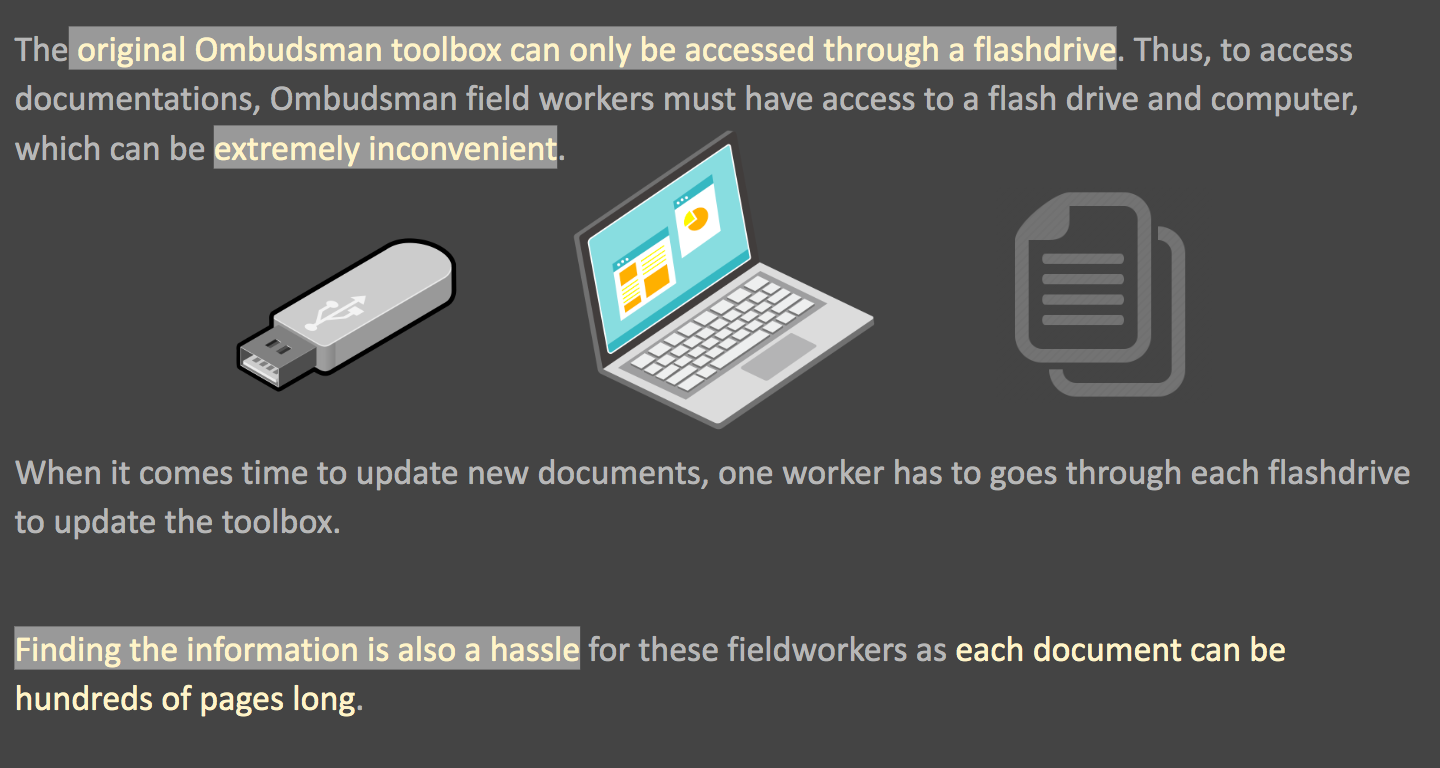 The original Ombudsman toolbox can only be accessed through a flashdrive. Thus, to access
documentations, Ombudsman field workers must have access to a flash drive and computer,
which can be extremely inconvenient.
When it comes time to update new documents, one worker has to goes through each flashdrive
to update the toolbox.
Finding the information is also a hassle for these fieldworkers as each document can be
hundreds of pages long.